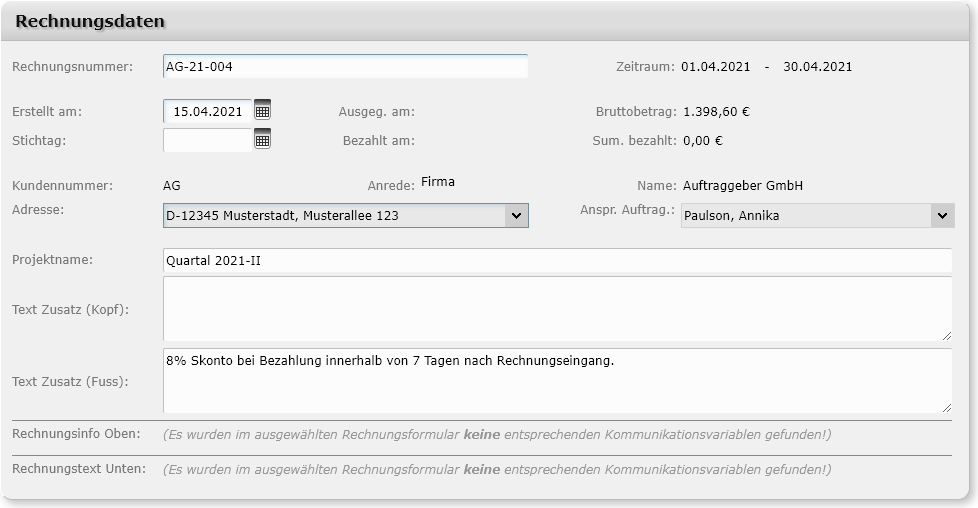 Rechnungsdaten
Rechnungsnummer: AG-21-004 Zeitraum: 01.04.2021 - 30.04.2021
Erstellt am: 15.04.2021 Ausgeg. am: Bruttobetrag: 1.398,60 €
Stichtag: Bezahlt am: Sum. bezahlt: 0,00 €
Kundennummer: AG Anrede: Firma Name: Auftraggeber GmbH
Adresse: D-12345 Musterstadt, Musterallee 123 Anspr. Auftrag.: Paulson, Annika
Projektname: Quartal 2021-II
Text Zusatz (Kopf):
8% Skonto bei Bezahlung innerhalb von 7 Tagen nach Rechnungseingang.
Text Zusatz (Fuss):
Rechnungsinfo Oben: (Es wurden im ausgewählten Rechnungsformular keine entsprechenden Kommunikationsvariablen gefunden!)
Rechnungstext Unten: (Es wurden im ausgewählten Rechnungsformular keine entsprechenden Kommunikationsvariablen gefunden!)